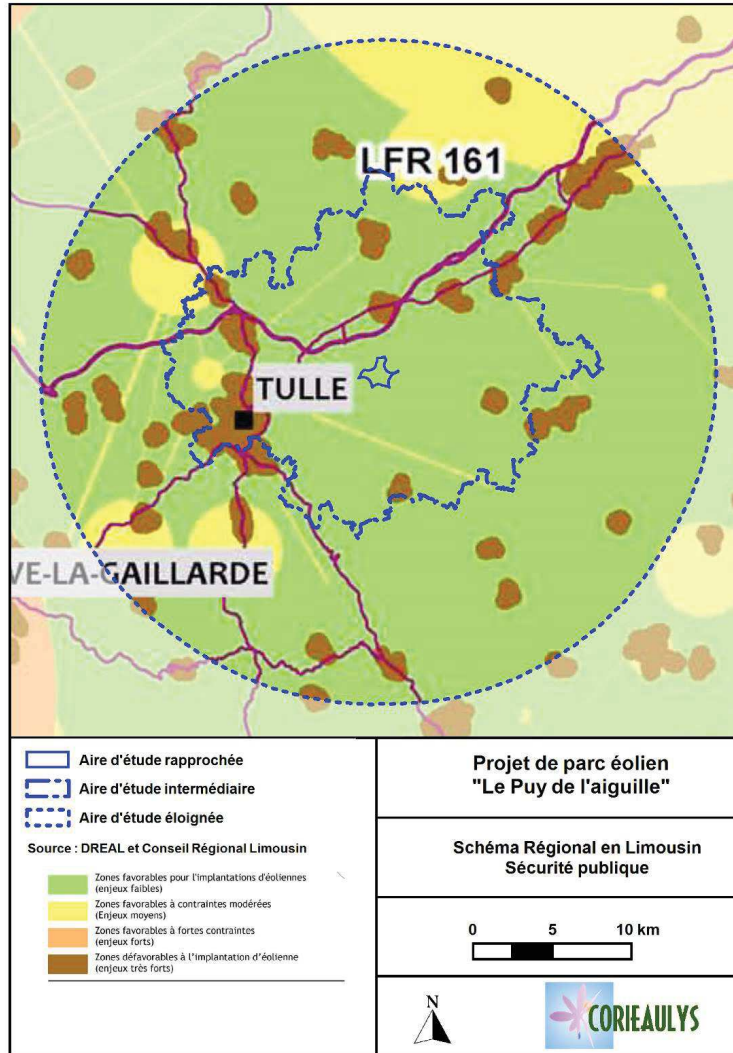 LFR 161
TULLE
VE-LA-GAILLARDE
Aire d'étude rapprochée
Aire d'étude intermédiaire
Aire d'étude éloignée
Source : DREAL et Conseil Régional Limousin
Zones favorables pour l'implantations d'éoliennes
(enjeux faibles)
Zones favorables à contraintes modérées
(Enjeux moyens)
Zones favorables à fortes contraintes
(enjeux forts)
Zones défavorables à l'implantation d'éolienne
(enjeux très forts)
Projet de parc éolien
"Le Puy de l'aiguille"
Schéma Régional en Limousin
Sécurité publique
0 5 10 km
N
CORIEAULYS